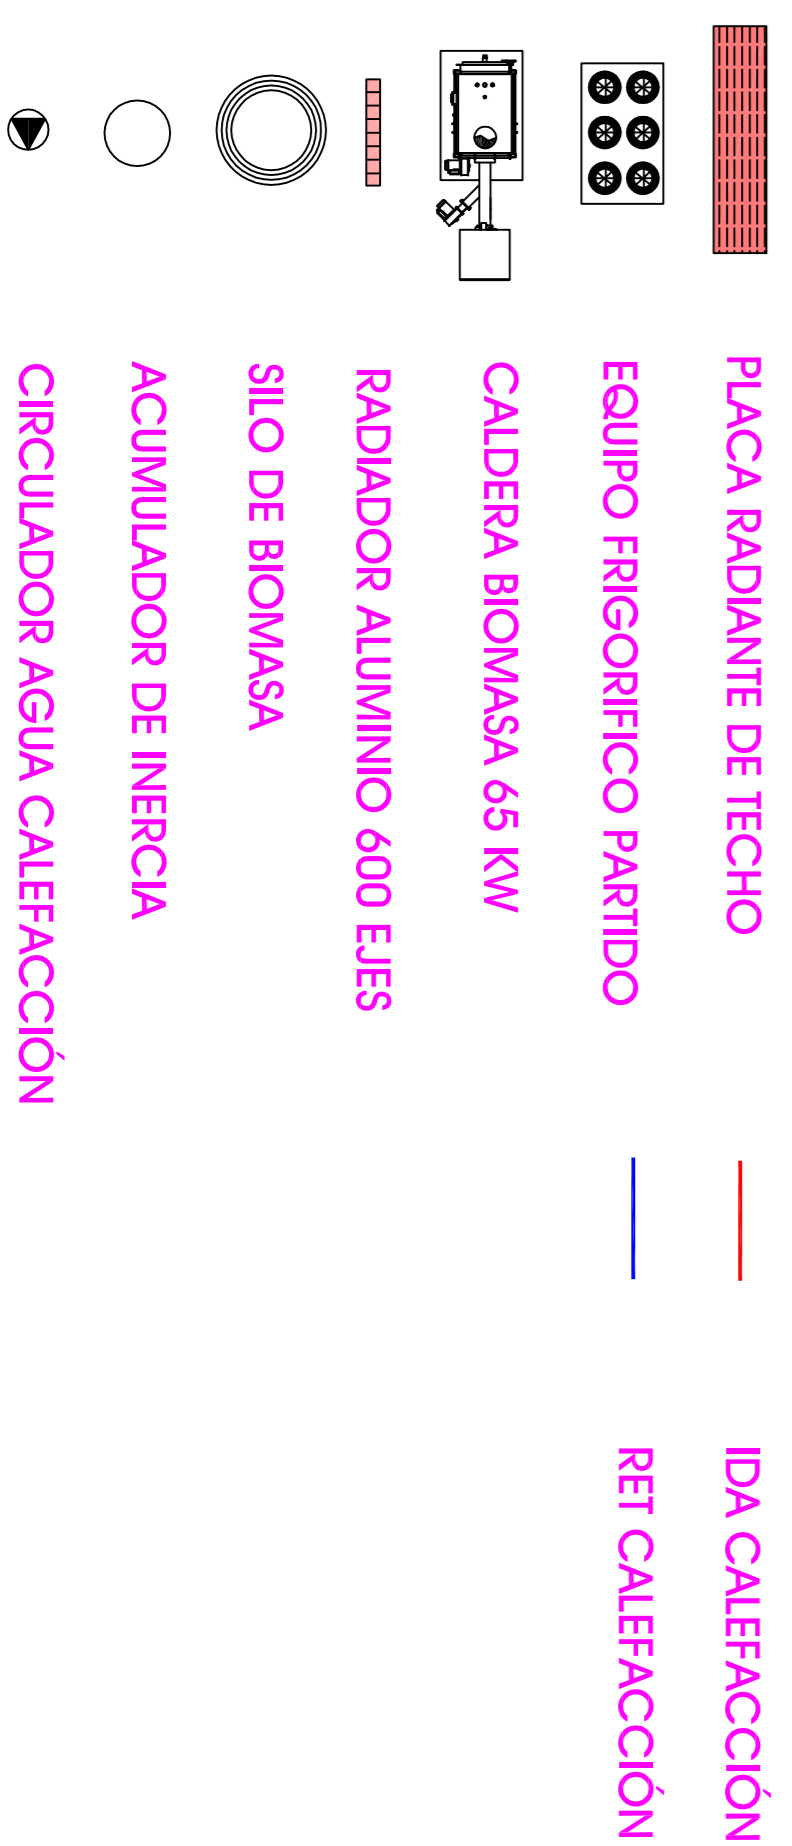 PLACA RADIANTE DE TECHO
IDA CALEFACCIÓN
EQUIPO FRIGORIFICO PARTIDO
RET CALEFACCIÓN
CALDERA BIOMASA 65 KW
RADIADOR ALUMINIO 600 EJES
SILO DE BIOMASA
ACUMULADOR DE INERCIA
CIRCULADOR AGUA CALEFACCIÓN